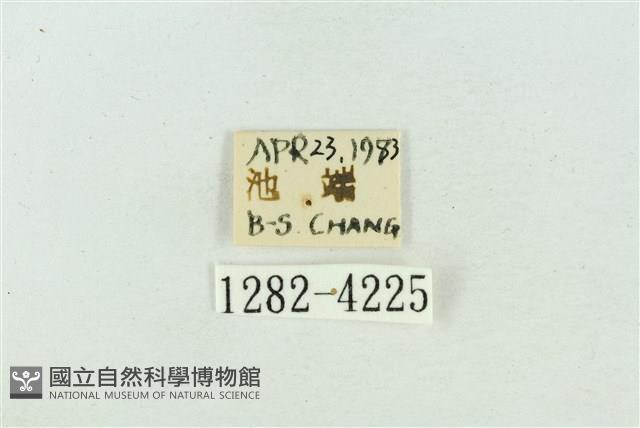 APR 23, 1983
池端
B-S. CHANG
1282-4225
國立自然科學博物館
NATIONAL MUSEUM OF NATURAL SCIENCE